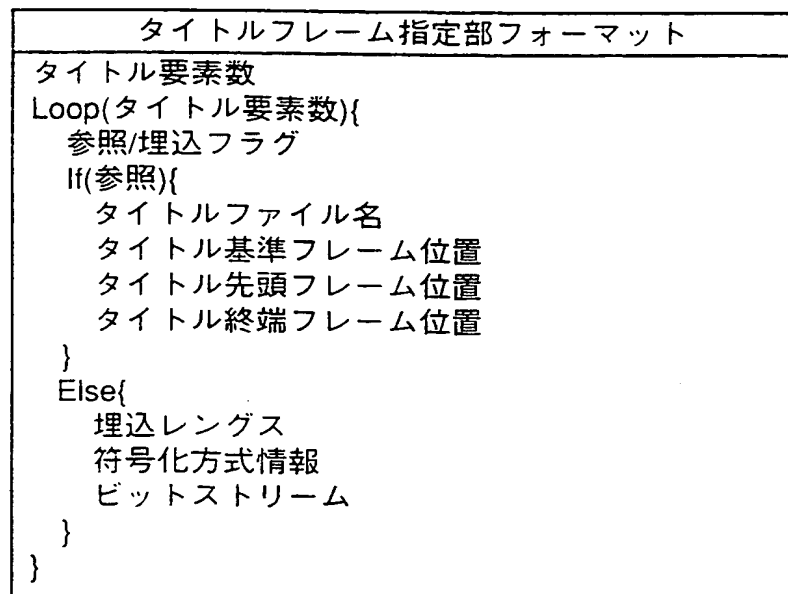 タイトルフレーム指定部フォーマット
タイトル要素数
Loop(タイトル要素数){
参照/埋込フラグ
If(参照){
タイトルファイル名
タイトル基準フレーム位置
タイトル先頭フレーム位置
タイトル終端フレーム位置
}
Else{
埋込レングス
符号化方式情報
ビットストリーム
}
}